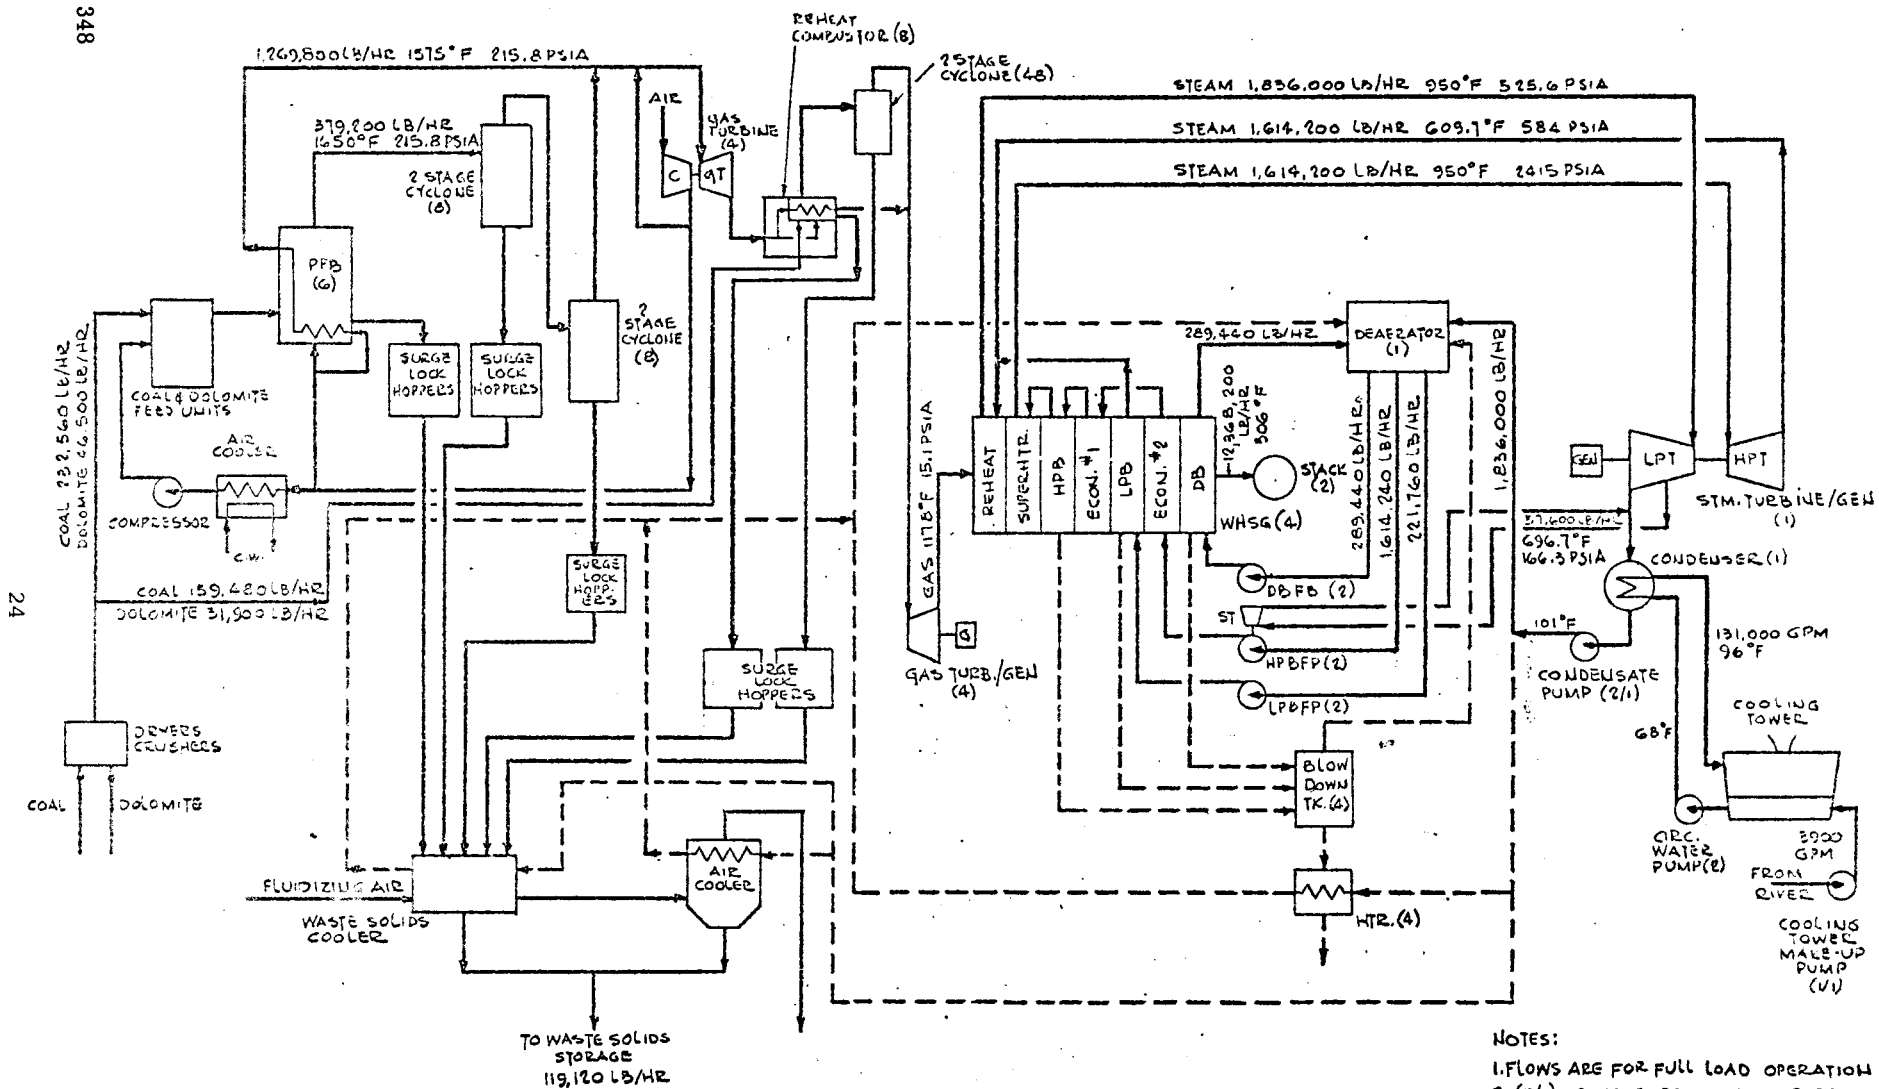 348
24
REHEAT
COMBUSTOR (8)
1,269,800 LB/HR 1575°F 215.8 PSIA
2 STAGE
CYCLONE (48)
AIR
GAS
TURBINE
(4)
C
GT
379,200 LB/HR
1650°F 215.8 PSIA
2 STAGE
CYCLONE
(8)
PFB
(6)
2
STAGE
CYCLONE
(8)
SURGE
LOCK
HOPPERS
SURGE
LOCK
HOPPERS
COAL & DOLOMITE
FEED UNITS
AIR
COOLER
COMPRESSOR
C.W.
COAL 232,560 LB/HR
DOLOMITE 46,500 LB/HR
COAL 159,480 LB/HR
DOLOMITE 31,900 LB/HR
SURGE
LOCK
HOPP-
ERS
SURGE
LOCK
HOPPERS
DRYERS
CRUSHERS
COAL
DOLOMITE
FLUIDIZING AIR
WASTE SOLIDS
COOLER
AIR
COOLER
TO WASTE SOLIDS
STORAGE
119,120 LB/HR
GAS 1178°F 15.1 PSIA
G
GAS TURB./GEN
(4)
STEAM 1,836,000 LB/HR 950°F 525.6 PSIA
STEAM 1,614,200 LB/HR 609.7°F 584 PSIA
STEAM 1,614,200 LB/HR 950°F 2415 PSIA
289,440 LB/HR
DEAERATOR
(1)
REHEAT
SUPERHTR.
HPB
ECON. #1
LPB
ECON. #2
DB
12,368,200
LB/HR
306°F
STACK
(2)
WHSG (4)
289,440 LB/HR
1,614,240 LB/HR
221,760 LB/HR
1,836,000 LB/HR
DBFB (2)
ST
HPBFP (2)
LPBFP (2)
BLOW
DOWN
TK. (4)
HTR. (4)
GEN
LPT
HPT
STM. TURBINE/GEN
(1)
37,600 LB/HR
696.7°F
166.3 PSIA
CONDENSER (1)
101°F
CONDENSATE
PUMP (2/1)
131,000 GPM
96°F
68°F
COOLING
TOWER
CIRC.
WATER
PUMP (2)
3900
GPM
FROM
RIVER
COOLING
TOWER
MAKE-UP
PUMP
(1/1)
NOTES:
1. FLOWS ARE FOR FULL LOAD OPERATION